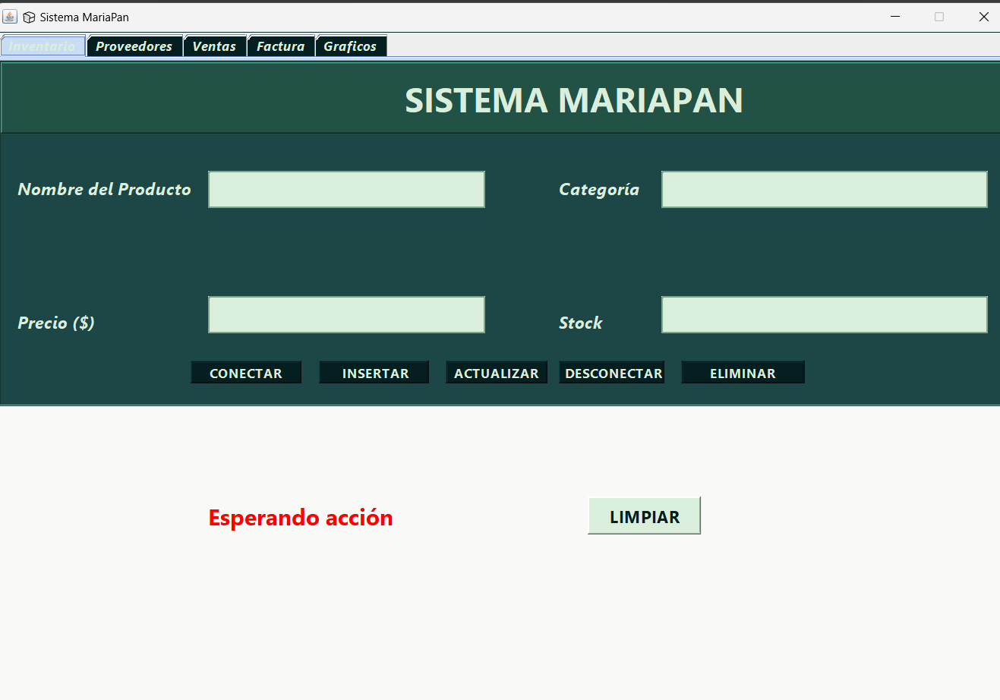 Sistema MariaPan
Inventario Proveedores Ventas Factura Graficos
SISTEMA MARIAPAN
Nombre del Producto Categoría
Precio ($) Stock
CONECTAR INSERTAR ACTUALIZAR DESCONECTAR ELIMINAR
Esperando acción LIMPIAR